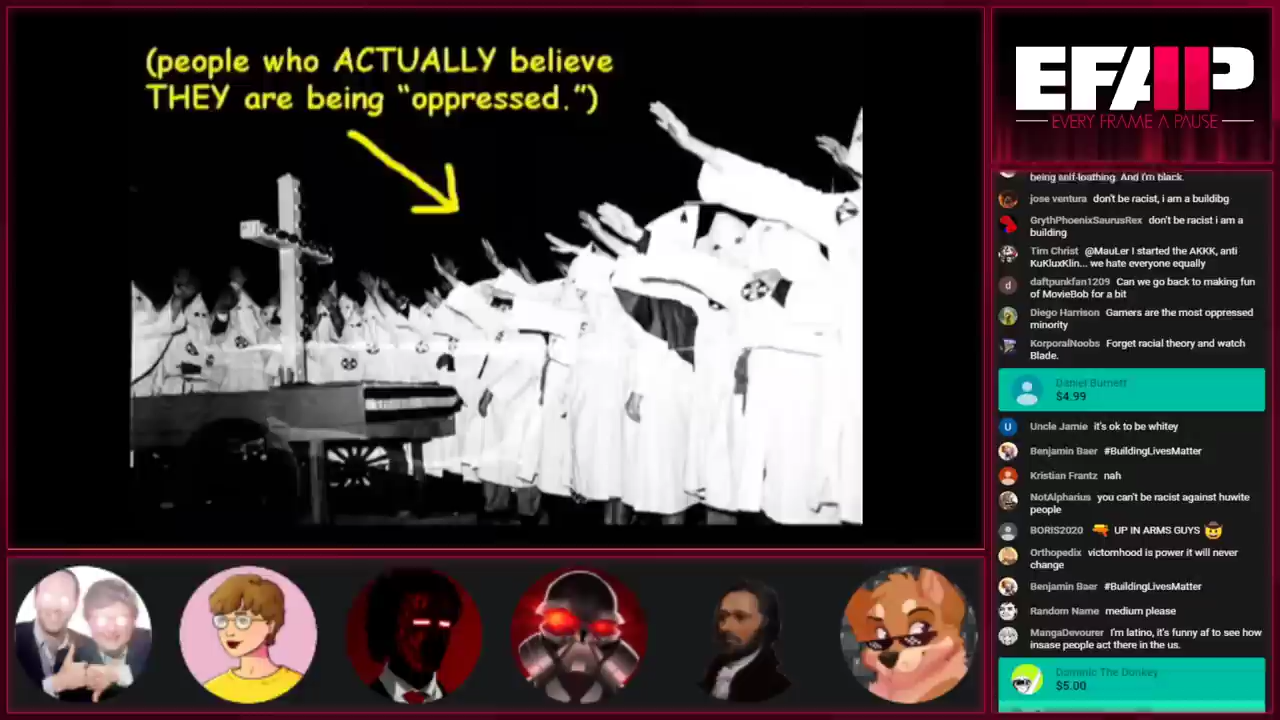 (people who ACTUALLY believe
THEY are being “oppressed.”)
EFAP
EVERY FRAME A PAUSE
being self-loathing. And i'm black.
jose ventura don't be racist, i am a buildibg
GrythPhoenixSaurusRex don't be racist i am a
building
Tim Christ @MauLer I started the AKKK, anti
KuKluxKlin... we hate everyone equally
daftpunkfan1209 Can we go back to making fun
of MovieBob for a bit
Diego Harrison Gamers are the most oppressed
minority
KorporalNoobs Forget racial theory and watch
Blade.
Daniel Burnett
$4.99
Uncle Jamie it's ok to be whitey
Benjamin Baer #BuildingLivesMatter
Kristian Frantz nah
NotAlpharius you can't be racist against huwite
people
BORIS2020 UP IN ARMS GUYS
Orthopedix victomhood is power it will never
change
Benjamin Baer #BuildingLivesMatter
Random Name medium please
MangaDevourer I'm latino, it's funny af to see how
insase people act there in the us.
Dominic The Donkey
$5.00